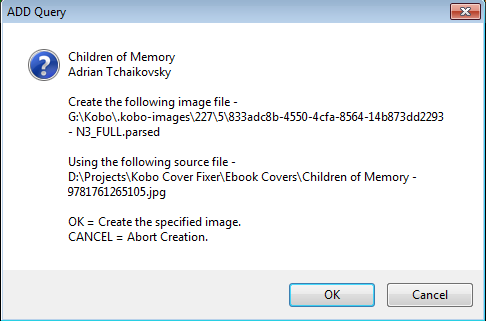 ADD Query
Children of Memory
Adrian Tchaikovsky
Create the following image file -
G:\Kobo\.kobo-images\227\5\833adc8b-4550-4cfa-8564-14b873dd2293
- N3_FULL.parsed
Using the following source file -
D:\Projects\Kobo Cover Fixer\Ebook Covers\Children of Memory -
9781761265105.jpg
OK = Create the specified image.
CANCEL = Abort Creation.
OK
Cancel